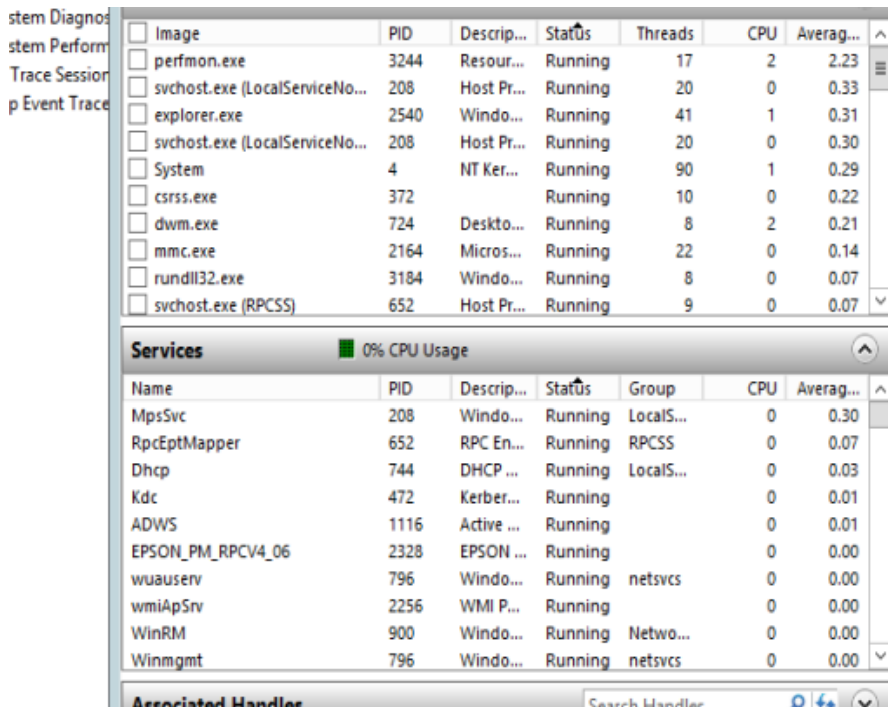 stem Diagnos
stem Perform
Trace Session
p Event Trace
Image PID Descrip... Status Threads CPU Averag...
perfmon.exe 3244 Resour... Running 17 2 2.23
svchost.exe (LocalServiceNo... 208 Host Pr... Running 20 0 0.33
explorer.exe 2540 Windo... Running 41 1 0.31
svchost.exe (LocalServiceNo... 208 Host Pr... Running 20 0 0.30
System 4 NT Ker... Running 90 1 0.29
csrss.exe 372 Running 10 0 0.22
dwm.exe 724 Deskto... Running 8 2 0.21
mmc.exe 2164 Micros... Running 22 0 0.14
rundll32.exe 3184 Windo... Running 8 0 0.07
svchost.exe (RPCSS) 652 Host Pr... Running 9 0 0.07
Services 0% CPU Usage
Name PID Descrip... Status Group CPU Averag...
MpsSvc 208 Windo... Running LocalS... 0 0.30
RpcEptMapper 652 RPC En... Running RPCSS 0 0.07
Dhcp 744 DHCP ... Running LocalS... 0 0.03
Kdc 472 Kerber... Running 0 0.01
ADWS 1116 Active ... Running 0 0.01
EPSON_PM_RPCV4_06 2328 EPSON ... Running 0 0.00
wuauserv 796 Windo... Running netsvcs 0 0.00
wmiApSrv 2256 WMI P... Running 0 0.00
WinRM 900 Windo... Running Netwo... 0 0.00
Winmgmt 796 Windo... Running netsvcs 0 0.00
Associated Handles Search Handles